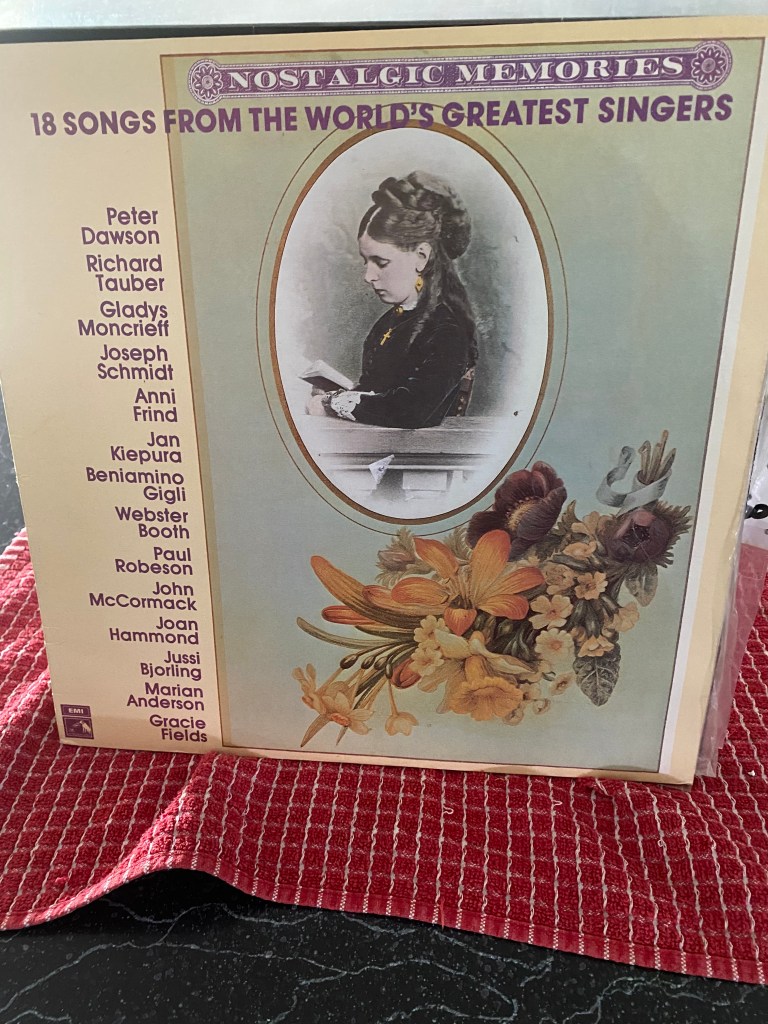 NOSTALGIC MEMORIES
18 SONGS FROM THE WORLD'S GREATEST SINGERS
Peter
Dawson
Richard
Tauber
Gladys
Moncrieff
Joseph
Schmidt
Anni
Frind
Jan
Kiepura
Beniamino
Gigli
Webster
Booth
Paul
Robeson
John
McCormack
Joan
Hammond
Jussi
Bjorling
Marian
Anderson
Gracie
Fields
EMI